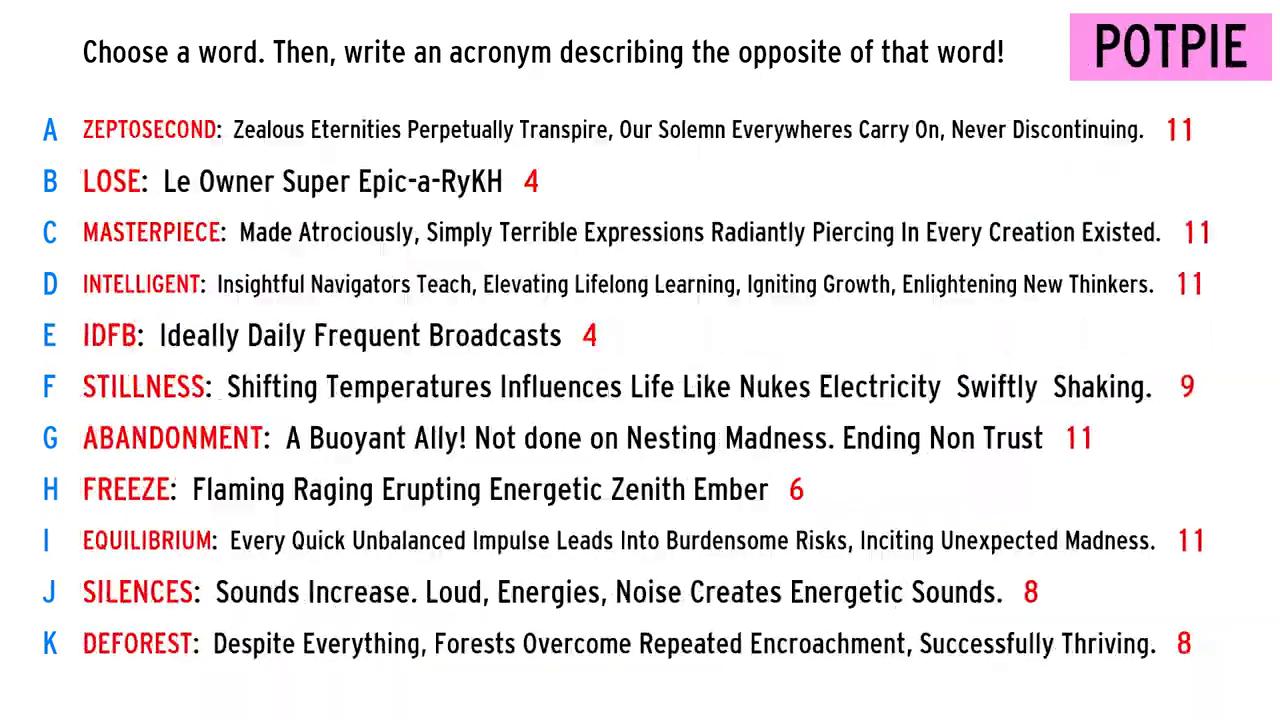 Choose a word. Then, write an acronym describing the opposite of that word!
POTPIE
A ZEPTOSECOND: Zealous Eternities Perpetually Transpire, Our Solemn Everywheres Carry On, Never Discontinuing. 11
B LOSE: Le Owner Super Epic-a-RyKH 4
C MASTERPIECE: Made Atrociously, Simply Terrible Expressions Radiantly Piercing In Every Creation Existed. 11
D INTELLIGENT: Insightful Navigators Teach, Elevating Lifelong Learning, Igniting Growth, Enlightening New Thinkers. 11
E IDFB: Ideally Daily Frequent Broadcasts 4
F STILLNESS: Shifting Temperatures Influences Life Like Nukes Electricity Swiftly Shaking. 9
G ABANDONMENT: A Buoyant Ally! Not done on Nesting Madness. Ending Non Trust 11
H FREEZE: Flaming Raging Erupting Energetic Zenith Ember 6
I EQUILIBRIUM: Every Quick Unbalanced Impulse Leads Into Burdensome Risks, Inciting Unexpected Madness. 11
J SILENCES: Sounds Increase. Loud, Energies, Noise Creates Energetic Sounds. 8
K DEFOREST: Despite Everything, Forests Overcome Repeated Encroachment, Successfully Thriving. 8